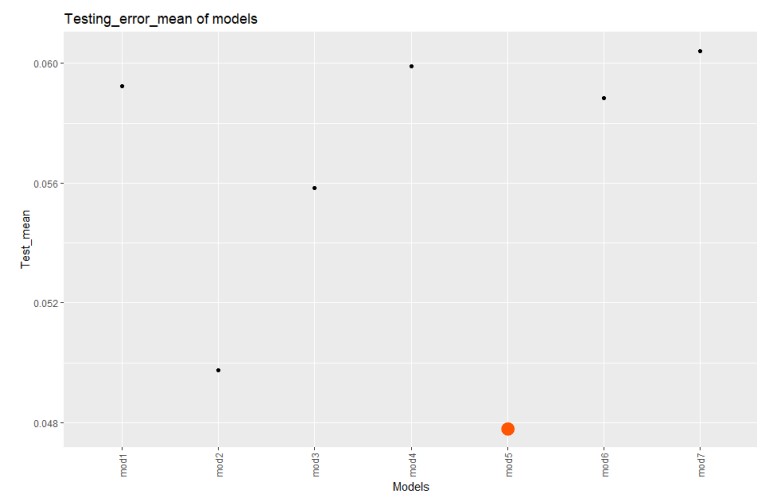 Testing_error_mean of models
0.060
0.056
0.052
0.048
Test_mean
mod1
mod2
mod3
mod4
mod5
mod6
mod7
Models